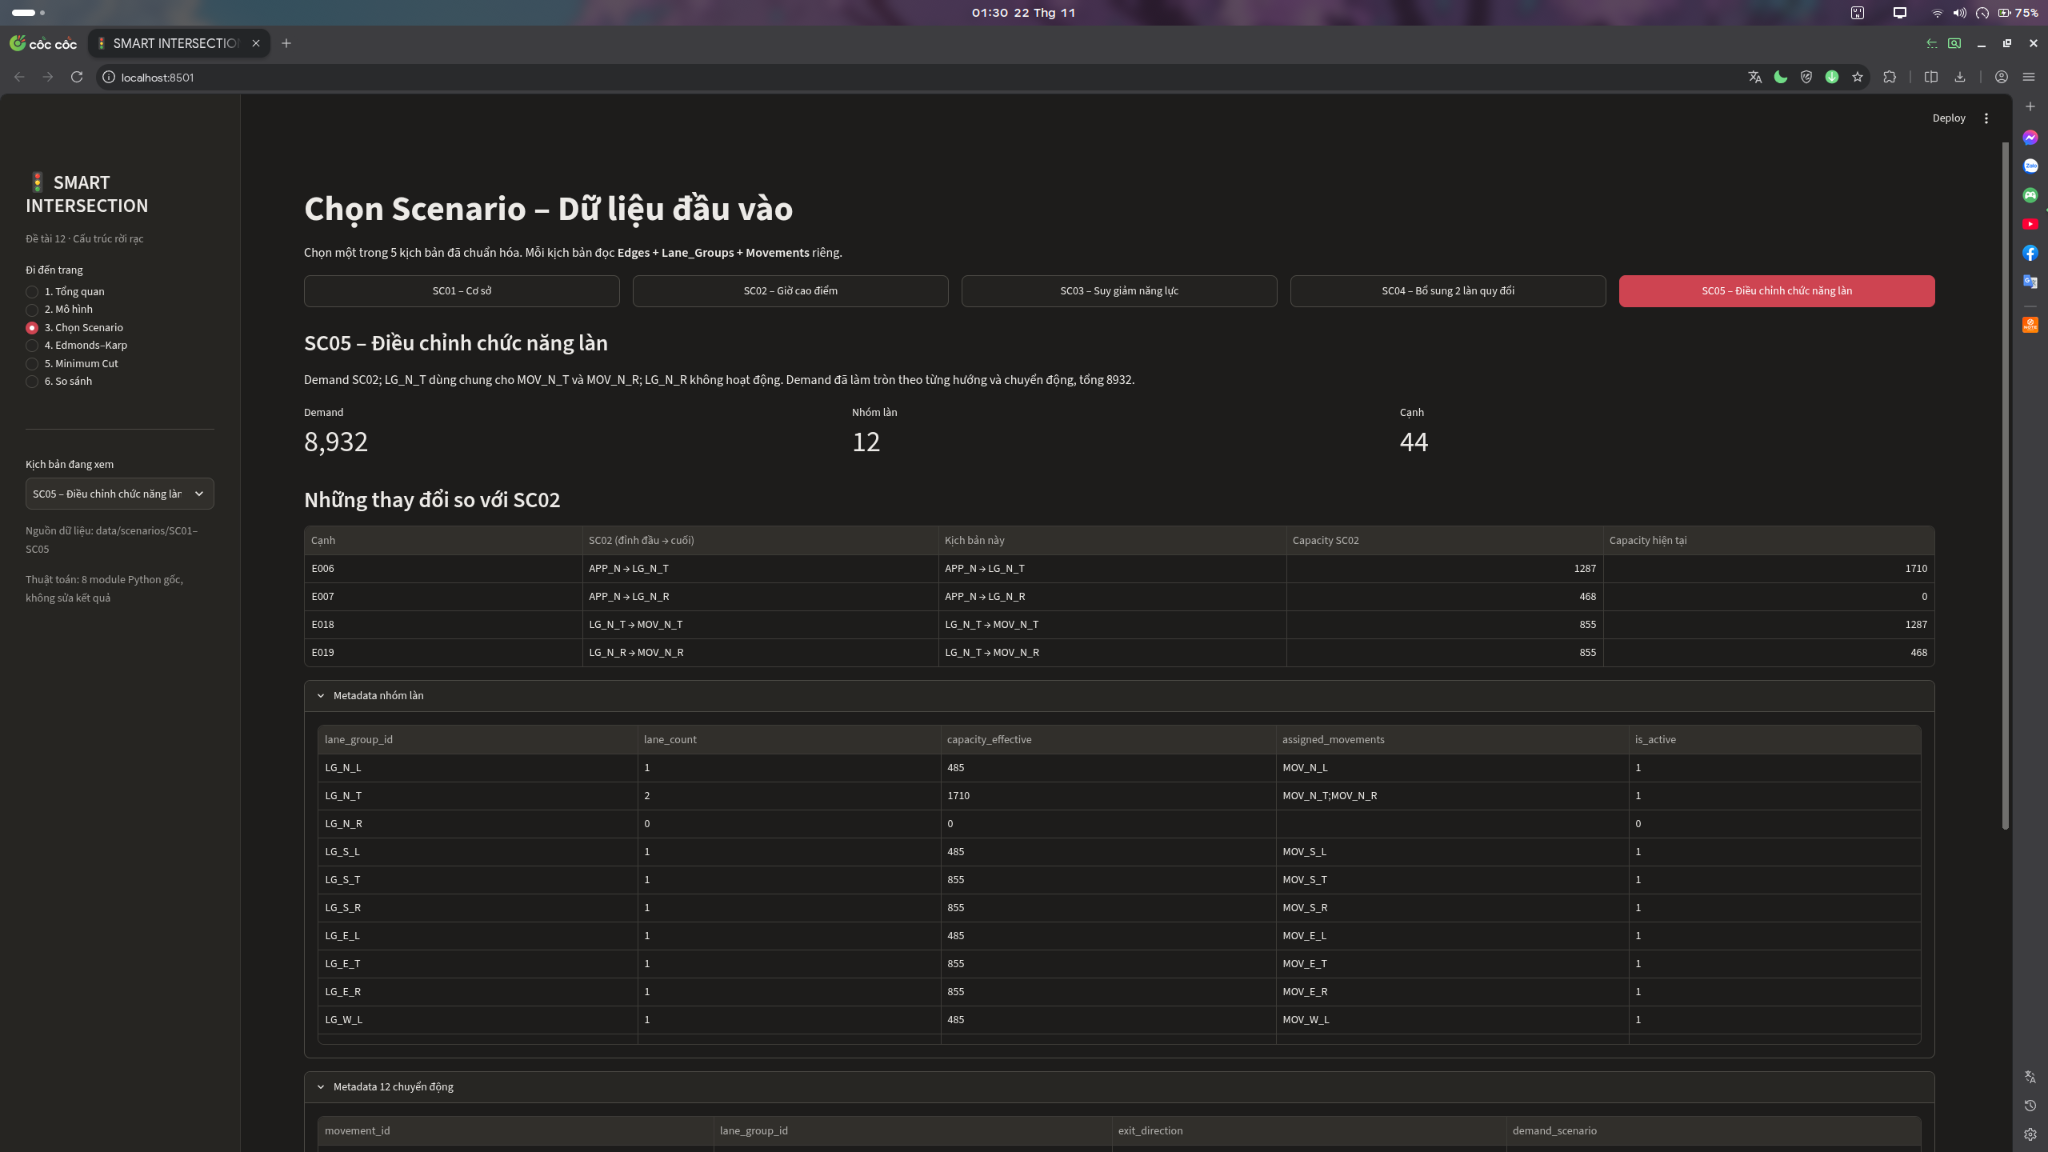 01:30 22 Thg 11
75%
cốc cốc
SMART INTERSECTIO
localhost:8501
Deploy
SMART
INTERSECTION
Đề tài 12 · Cấu trúc rời rạc
Đi đến trang
1. Tổng quan
2. Mô hình
3. Chọn Scenario
4. Edmonds–Karp
5. Minimum Cut
6. So sánh
Kịch bản đang xem
SC05 – Điều chỉnh chức năng làn
Nguồn dữ liệu: data/scenarios/SC01–
SC05
Thuật toán: 8 module Python gốc,
không sửa kết quả
Chọn Scenario – Dữ liệu đầu vào
Chọn một trong 5 kịch bản đã chuẩn hóa. Mỗi kịch bản đọc Edges + Lane_Groups + Movements riêng.
SC01 – Cơ sở SC02 – Giờ cao điểm SC03 – Suy giảm năng lực SC04 – Bổ sung 2 làn quy đổi SC05 – Điều chỉnh chức năng làn
SC05 – Điều chỉnh chức năng làn
Demand SC02; LG_N_T dùng chung cho MOV_N_T và MOV_N_R; LG_N_R không hoạt động. Demand đã làm tròn theo từng hướng và chuyển động, tổng 8932.
Demand Nhóm làn Cạnh
8,932 12 44
Những thay đổi so với SC02
Cạnh SC02 (đỉnh đầu → cuối) Kịch bản này Capacity SC02 Capacity hiện tại
E006 APP_N → LG_N_T APP_N → LG_N_T 1287 1710
E007 APP_N → LG_N_R APP_N → LG_N_R 468 0
E018 LG_N_T → MOV_N_T LG_N_T → MOV_N_T 855 1287
E019 LG_N_R → MOV_N_R LG_N_T → MOV_N_R 855 468
Metadata nhóm làn
lane_group_id lane_count capacity_effective assigned_movements is_active
LG_N_L 1 485 MOV_N_L 1
LG_N_T 2 1710 MOV_N_T;MOV_N_R 1
LG_N_R 0 0 0
LG_S_L 1 485 MOV_S_L 1
LG_S_T 1 855 MOV_S_T 1
LG_S_R 1 855 MOV_S_R 1
LG_E_L 1 485 MOV_E_L 1
LG_E_T 1 855 MOV_E_T 1
LG_E_R 1 855 MOV_E_R 1
LG_W_L 1 485 MOV_W_L 1
Metadata 12 chuyển động
movement_id lane_group_id exit_direction demand_scenario